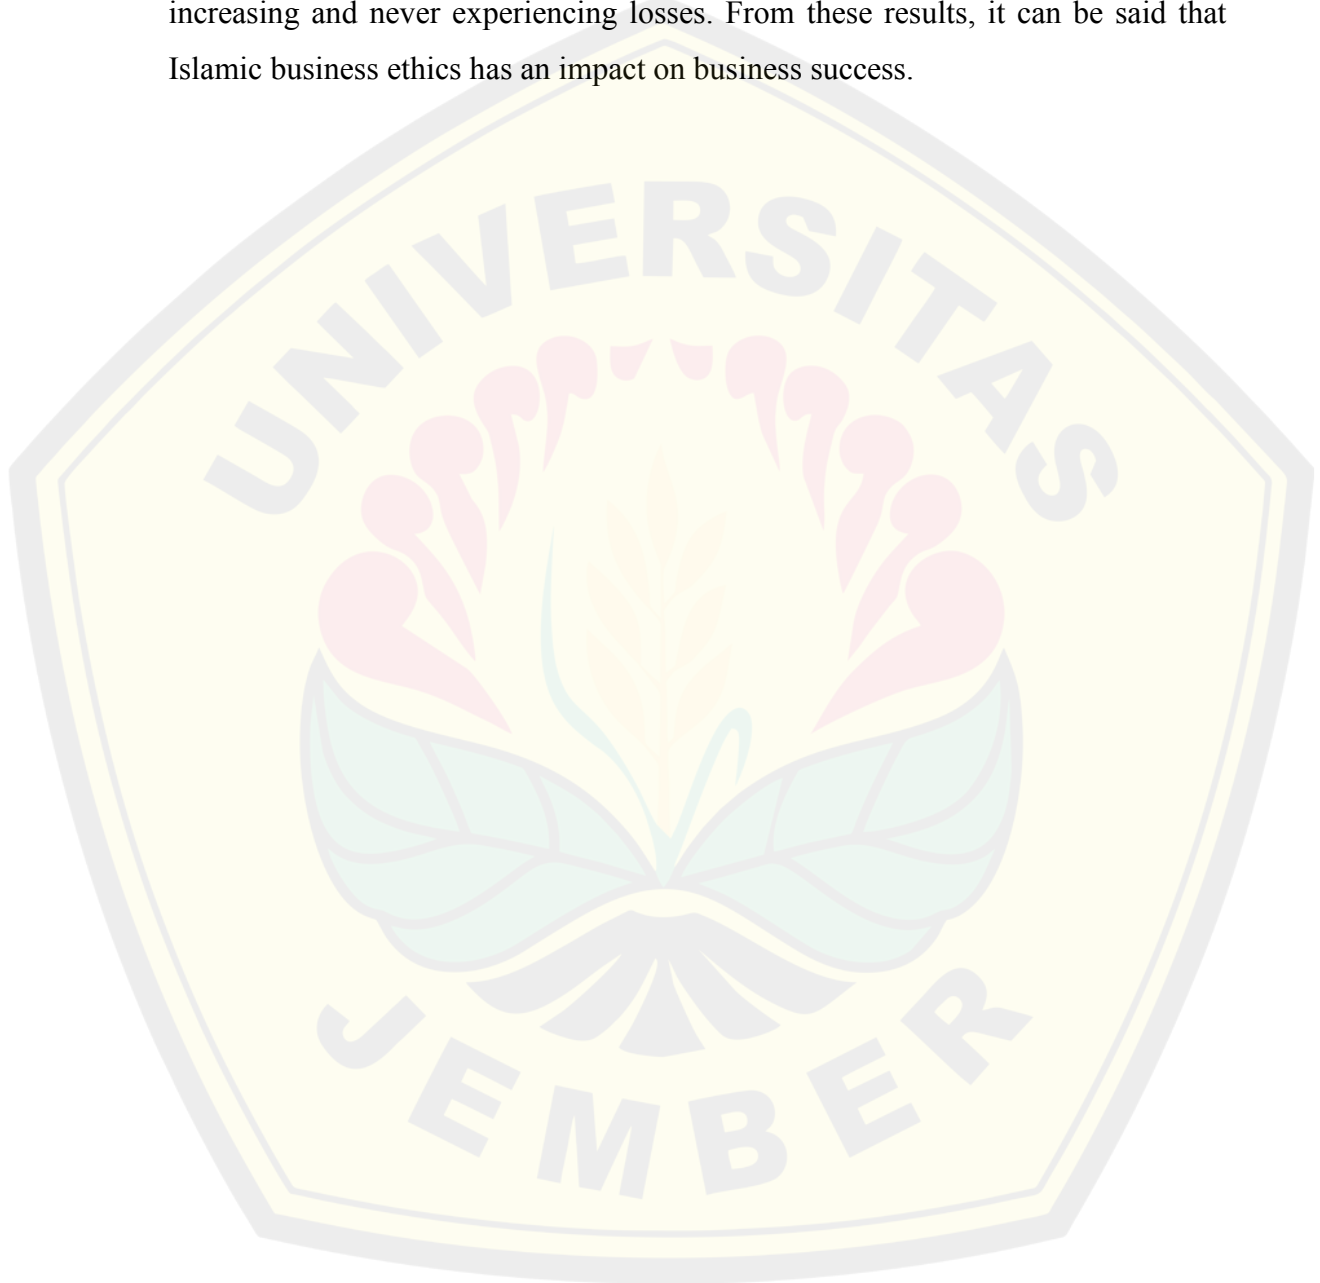 increasing and never experiencing losses. From these results, it can be said that
Islamic business ethics has an impact on business success.
UNIVERSITAS
JEMBER